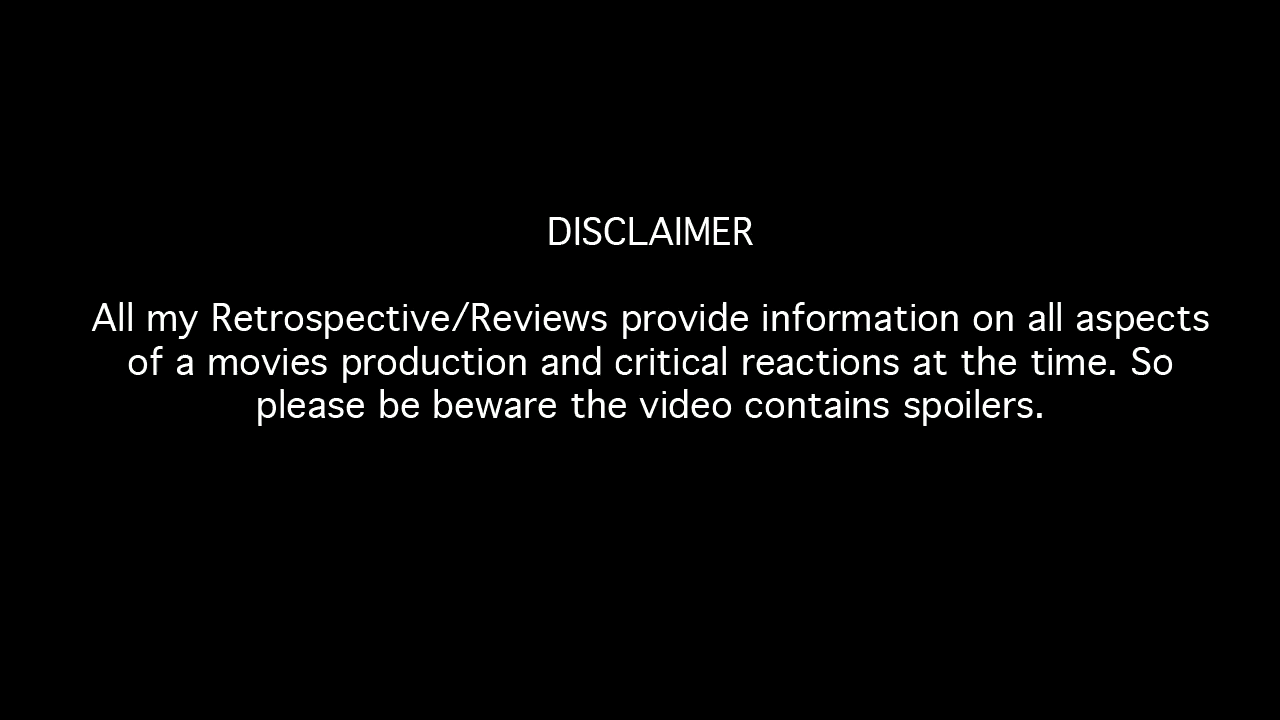 DISCLAIMER
All my Retrospective/Reviews provide information on all aspects
of a movies production and critical reactions at the time. So
please be beware the video contains spoilers.